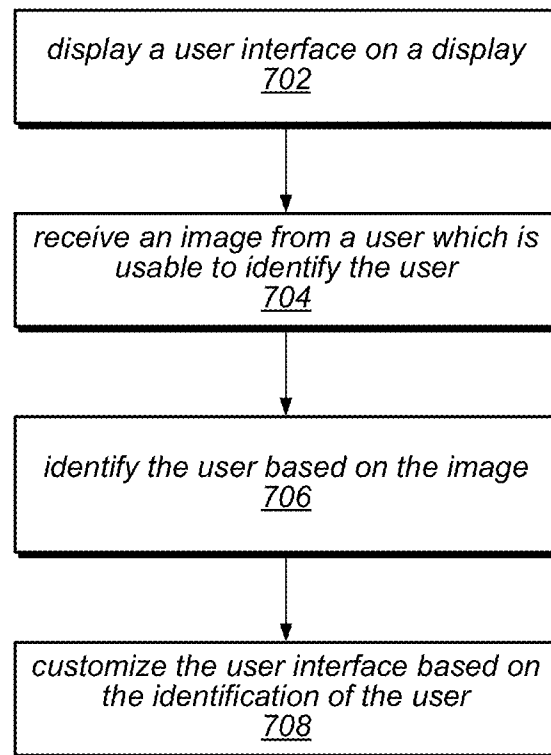 display a user interface on a display
702
receive an image from a user which is
usable to identify the user
704
identify the user based on the image
706
customize the user interface based on
the identification of the user
708